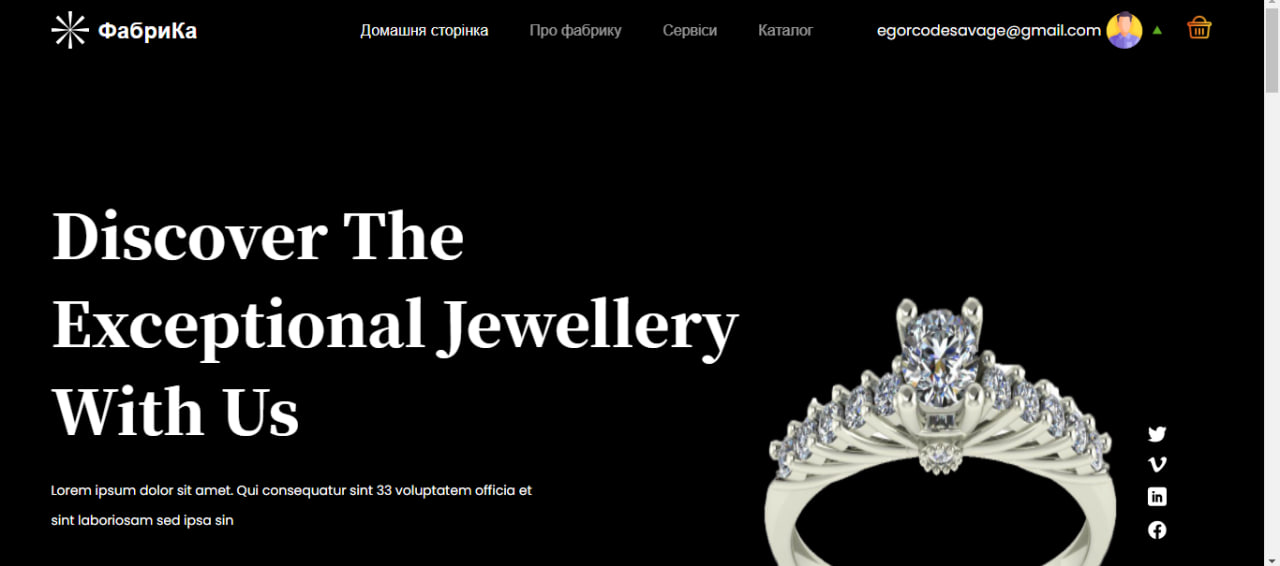 ФабриКа
Домашня сторінка
Про фабрику
Сервіси
Каталог
egorcodesavage@gmail.com
Discover The
Exceptional Jewellery
With Us
Lorem ipsum dolor sit amet. Qui consequatur sint 33 voluptatem officia et
sint laboriosam sed ipsa sin